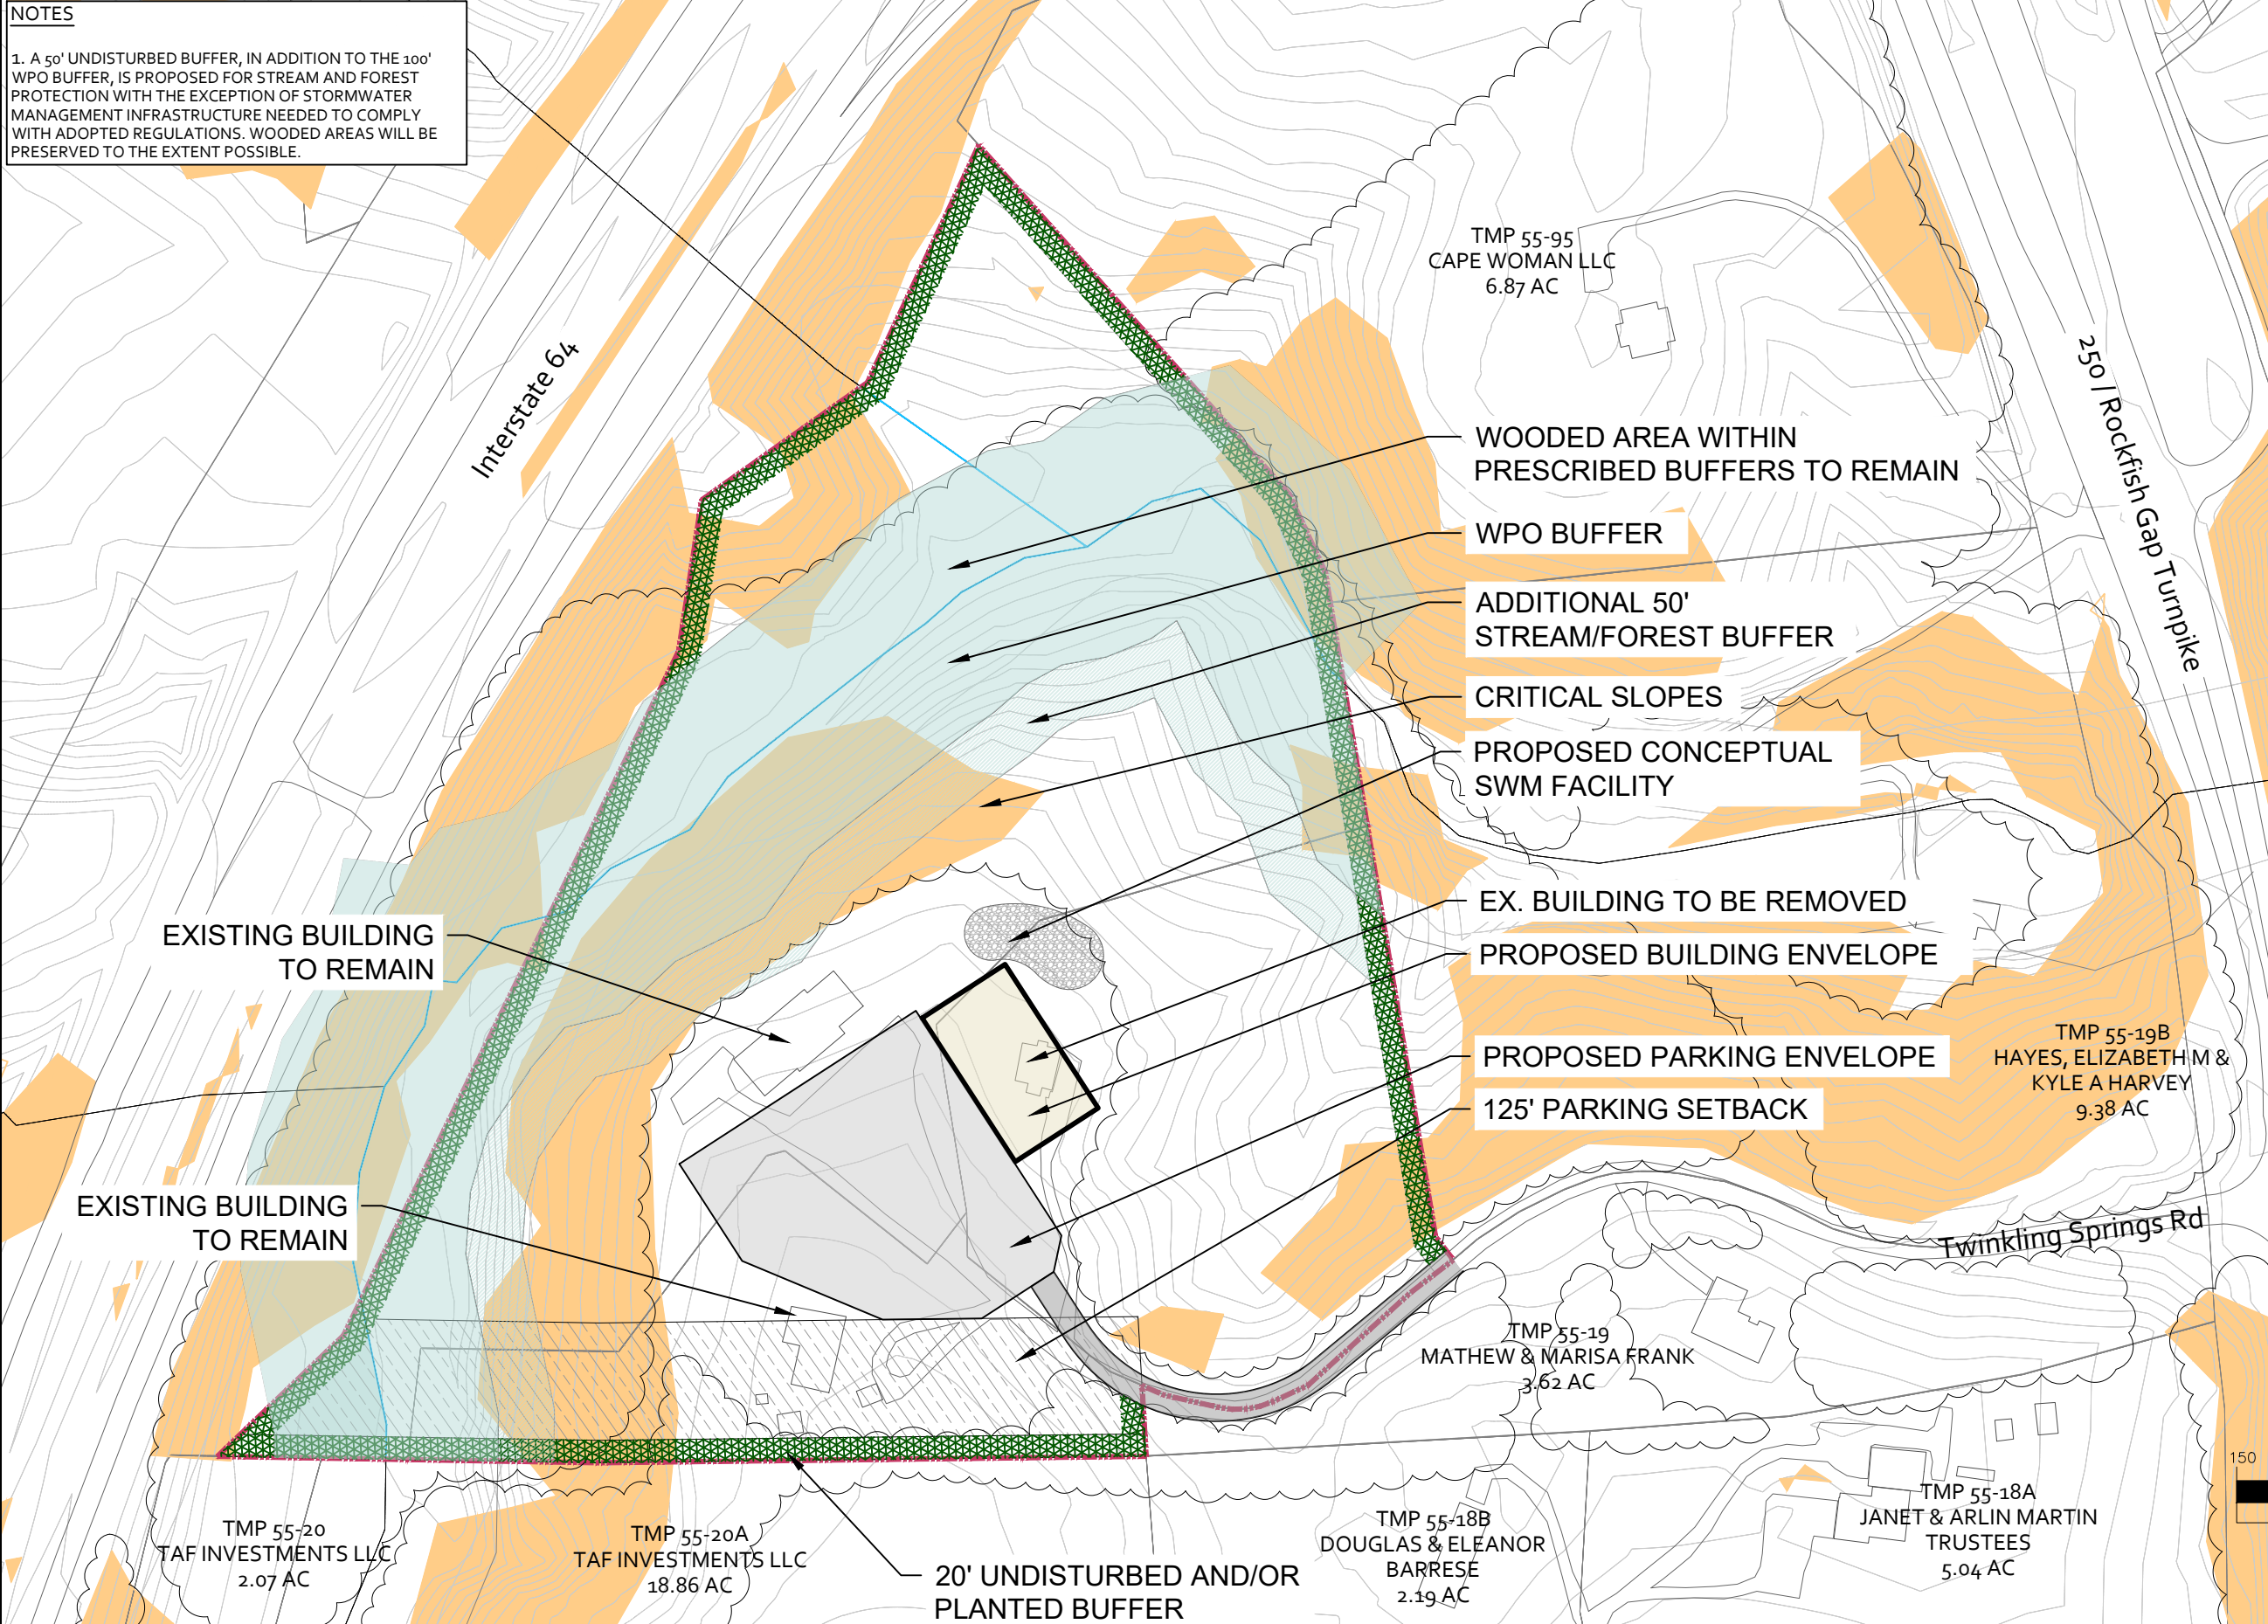 NOTES
1. A 50' UNDISTURBED BUFFER, IN ADDITION TO THE 100'
WPO BUFFER, IS PROPOSED FOR STREAM AND FOREST
PROTECTION WITH THE EXCEPTION OF STORMWATER
MANAGEMENT INFRASTRUCTURE NEEDED TO COMPLY
WITH ADOPTED REGULATIONS. WOODED AREAS WILL BE
PRESERVED TO THE EXTENT POSSIBLE.
TMP 55-95
CAPE WOMAN LLC
6.87 AC
Interstate 64
250 / Rockfish Gap Turnpike
WOODED AREA WITHIN
PRESCRIBED BUFFERS TO REMAIN
WPO BUFFER
ADDITIONAL 50'
STREAM/FOREST BUFFER
CRITICAL SLOPES
PROPOSED CONCEPTUAL
SWM FACILITY
EX. BUILDING TO BE REMOVED
PROPOSED BUILDING ENVELOPE
PROPOSED PARKING ENVELOPE
125' PARKING SETBACK
EXISTING BUILDING
TO REMAIN
EXISTING BUILDING
TO REMAIN
TMP 55-19B
HAYES, ELIZABETH M &
KYLE A HARVEY
9.38 AC
Twinkling Springs Rd
TMP 55-19
MATHEW & MARISA FRANK
3.62 AC
TMP 55-20
TAF INVESTMENTS LLC
2.07 AC
TMP 55-20A
TAF INVESTMENTS LLC
18.86 AC
20' UNDISTURBED AND/OR
PLANTED BUFFER
TMP 55-18B
DOUGLAS & ELEANOR
BARRESE
2.19 AC
TMP 55-18A
JANET & ARLIN MARTIN
TRUSTEES
5.04 AC
150